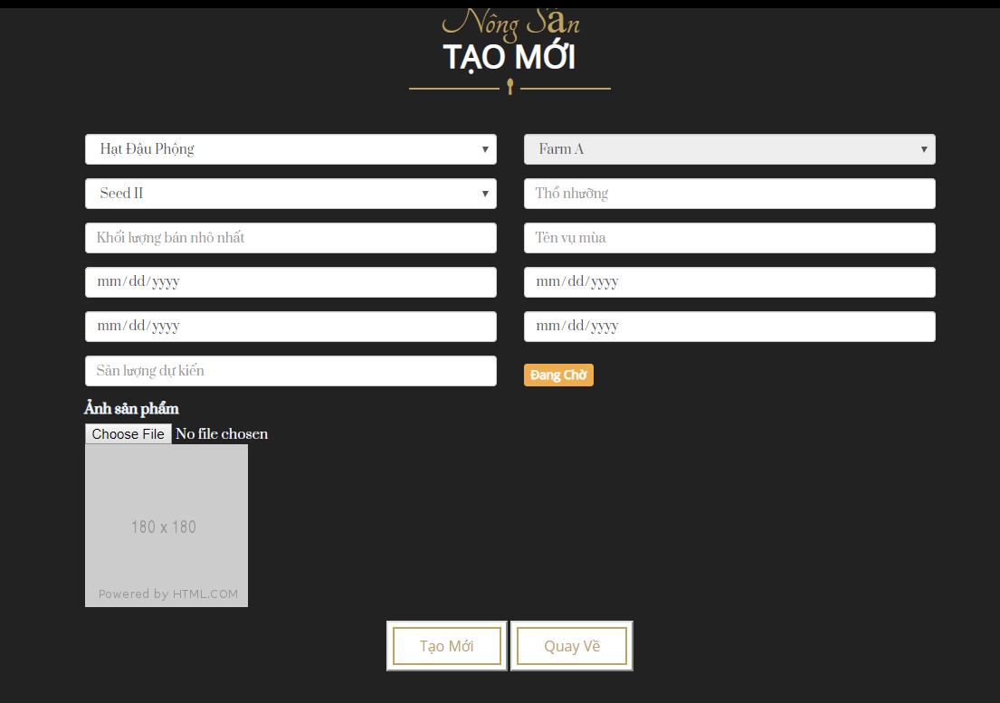 Nông Sản
TẠO MỚI
Hạt Đậu Phộng
Farm A
Seed II
Thổ nhưỡng
Khối lượng bán nhỏ nhất
Tên vụ mùa
mm/dd/yyyy
mm/dd/yyyy
mm/dd/yyyy
mm/dd/yyyy
Sản lượng dự kiến
Đang Chờ
Ảnh sản phẩm
Choose File No file chosen
180 x 180
Powered by HTML.COM
Tạo Mới
Quay Về